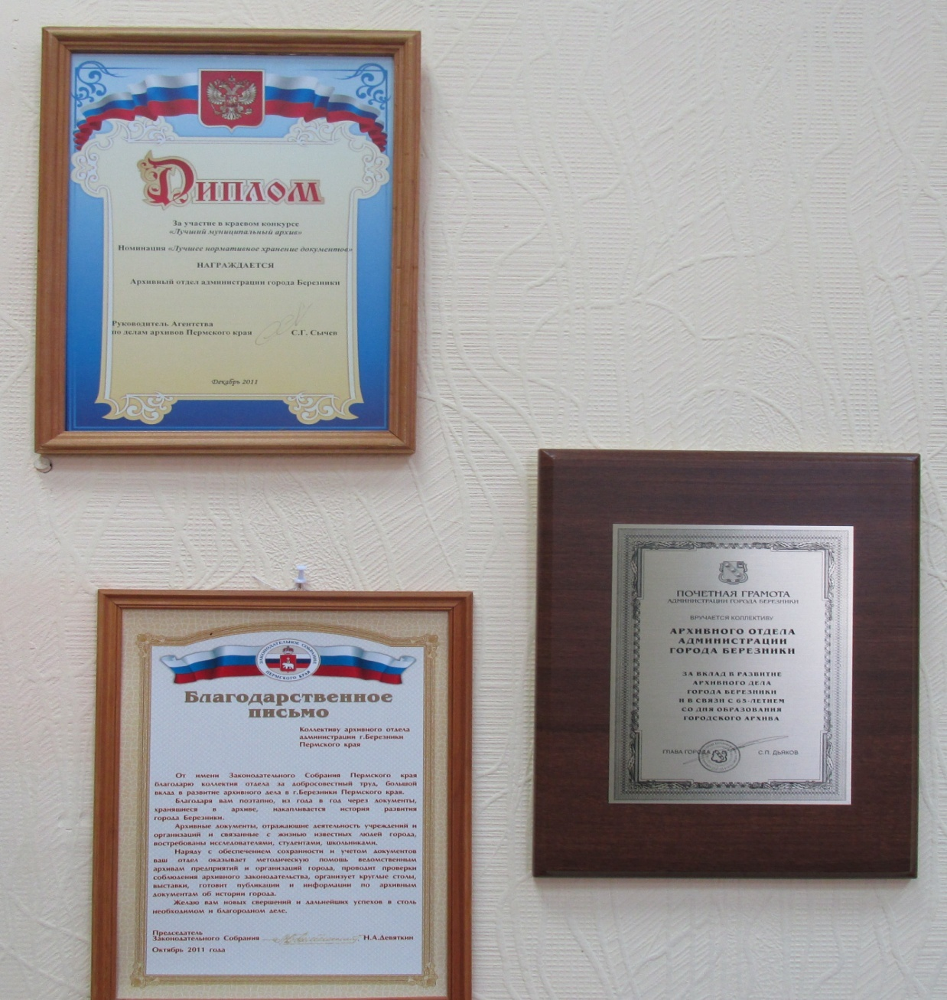 Диплом
За участие в краевом конкурсе
«Лучший муниципальный архив»
Номинация «Лучшее нормативное хранение документов»
НАГРАЖДАЕТСЯ
Архивный отдел администрации города Березники
Руководитель Агентства
по делам архивов Пермского края С.Г. Сычев
Декабрь 2011
ЗАКОНОДАТЕЛЬНОЕ СОБРАНИЕ
ПЕРМСКОГО КРАЯ
Благодарственное
письмо
Коллективу архивного отдела
администрации г.Березники
Пермского края
От имени Законодательного Собрания Пермского края
благодарю коллектив отдела за добросовестный труд, большой
вклад в развитие архивного дела в г.Березники Пермского края.
Благодаря вам поэтапно, из года в год через документы,
хранящиеся в архиве, накапливается история развития
города Березники.
Архивные документы, отражающие деятельность учреждений и
организаций и связанные с жизнью известных людей города,
востребованы исследователями, студентами, школьниками.
Наряду с обеспечением сохранности и учетом документов
ваш отдел оказывает методическую помощь ведомственным
архивам предприятий и организаций города, проводит проверки
соблюдения архивного законодательства, организует круглые столы,
выставки, готовит публикации и информации по архивным
документам об истории города.
Желаю вам новых свершений и дальнейших успехов в столь
необходимом и благородном деле.
Председатель
Законодательного Собрания Н.А.Девяткин
Октябрь 2011 года
ПОЧЕТНАЯ ГРАМОТА
АДМИНИСТРАЦИИ ГОРОДА БЕРЕЗНИКИ
ВРУЧАЕТСЯ КОЛЛЕКТИВУ
АРХИВНОГО ОТДЕЛА
АДМИНИСТРАЦИИ
ГОРОДА БЕРЕЗНИКИ
ЗА ВКЛАД В РАЗВИТИЕ
АРХИВНОГО ДЕЛА
ГОРОДА БЕРЕЗНИКИ
И В СВЯЗИ С 65-ЛЕТИЕМ
СО ДНЯ ОБРАЗОВАНИЯ
ГОРОДСКОГО АРХИВА
ГЛАВА ГОРОДА С.П. ДЬЯКОВ